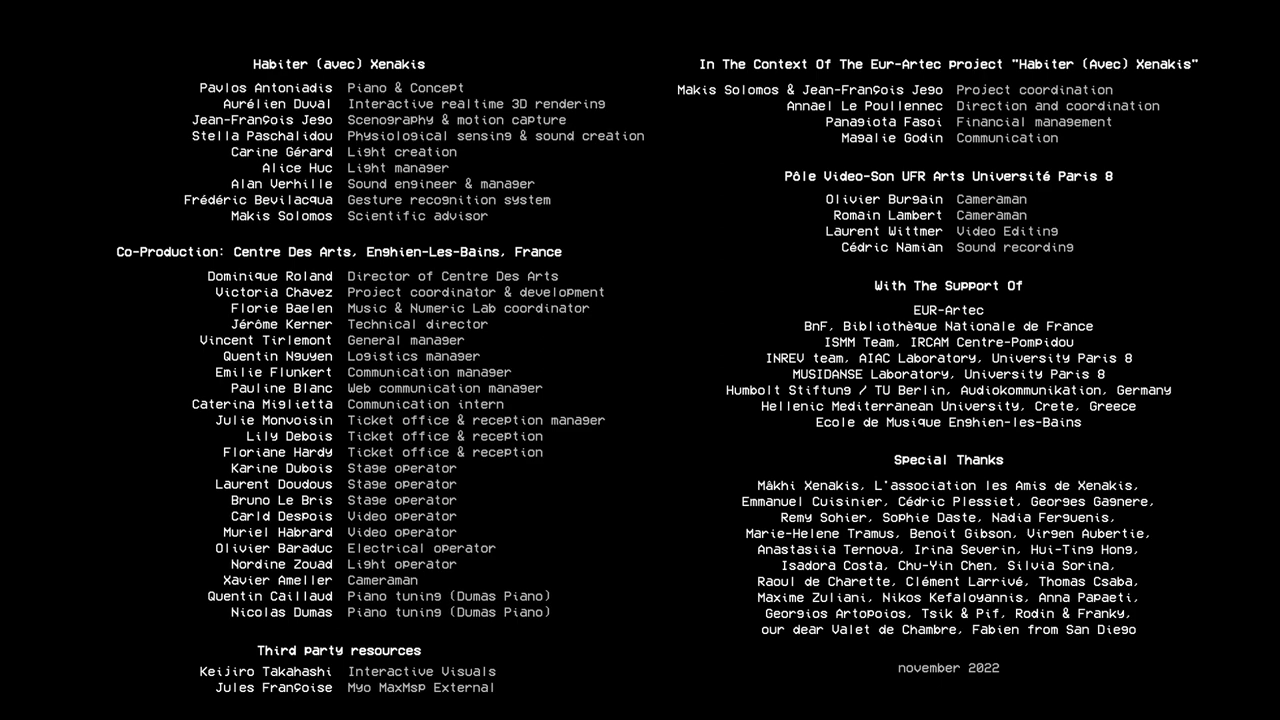 Habiter (avec) Xenakis
Pavlos Antoniadis Piano & Concept
Aurélien Duval Interactive realtime 3D rendering
Jean-François Jego Scenography & motion capture
Stella Paschalidou Physiological sensing & sound creation
Carine Gérard Light creation
Alice Huc Light manager
Alan Verhille Sound engineer & manager
Frédéric Bevilacqua Gesture recognition system
Makis Solomos Scientific advisor
Co-Production: Centre Des Arts, Enghien-Les-Bains, France
Dominique Roland Director of Centre Des Arts
Victoria Chavez Project coordinator & development
Florie Baelen Music & Numeric Lab coordinator
Jérôme Kerner Technical director
Vincent Tirlemont General manager
Quentin Nguyen Logistics manager
Emilie Flunkert Communication manager
Pauline Blanc Web communication manager
Caterina Miglietta Communication intern
Julie Monvoisin Ticket office & reception manager
Lily Debois Ticket office & reception
Floriane Hardy Ticket office & reception
Karine Dubois Stage operator
Laurent Doudous Stage operator
Bruno Le Bris Stage operator
Carld Despois Video operator
Muriel Habrard Video operator
Olivier Baraduc Electrical operator
Nordine Zouad Light operator
Xavier Ameller Cameraman
Quentin Caillaud Piano tuning (Dumas Piano)
Nicolas Dumas Piano tuning (Dumas Piano)
Third party resources
Keijiro Takahashi Interactive Visuals
Jules Françoise Myo MaxMsp External
In The Context Of The Eur-Artec project "Habiter (Avec) Xenakis"
Makis Solomos & Jean-François Jego Project coordination
Annael Le Poullennec Direction and coordination
Panagiota Fasoi Financial management
Magalie Godin Communication
Pôle Video-Son UFR Arts Université Paris 8
Olivier Burgain Cameraman
Romain Lambert Cameraman
Laurent Wittmer Video Editing
Cédric Namian Sound recording
With The Support Of
EUR-Artec
BnF, Bibliothèque Nationale de France
ISMM Team, IRCAM Centre-Pompidou
INREV team, AIAC Laboratory, University Paris 8
MUSIDANSE Laboratory, University Paris 8
Humbolt Stiftung / TU Berlin, Audiokommunikation, Germany
Hellenic Mediterranean University, Crete, Greece
Ecole de Musique Enghien-les-Bains
Special Thanks
Mâkhi Xenakis, L'association les Amis de Xenakis,
Emmanuel Cuisinier, Cédric Plessiet, Georges Gagnere,
Remy Sohier, Sophie Daste, Nadia Ferguenis,
Marie-Helene Tramus, Benoit Gibson, Virgen Aubertie,
Anastasiia Ternova, Irina Severin, Hui-Ting Hong,
Isadora Costa, Chu-Yin Chen, Silvia Sorina,
Raoul de Charette, Clément Larrivé, Thomas Csaba,
Maxime Zuliani, Nikos Kefaloyannis, Anna Papaeti,
Georgios Artopoios, Tsik & Pif, Rodin & Franky,
our dear Valet de Chambre, Fabien from San Diego
november 2022